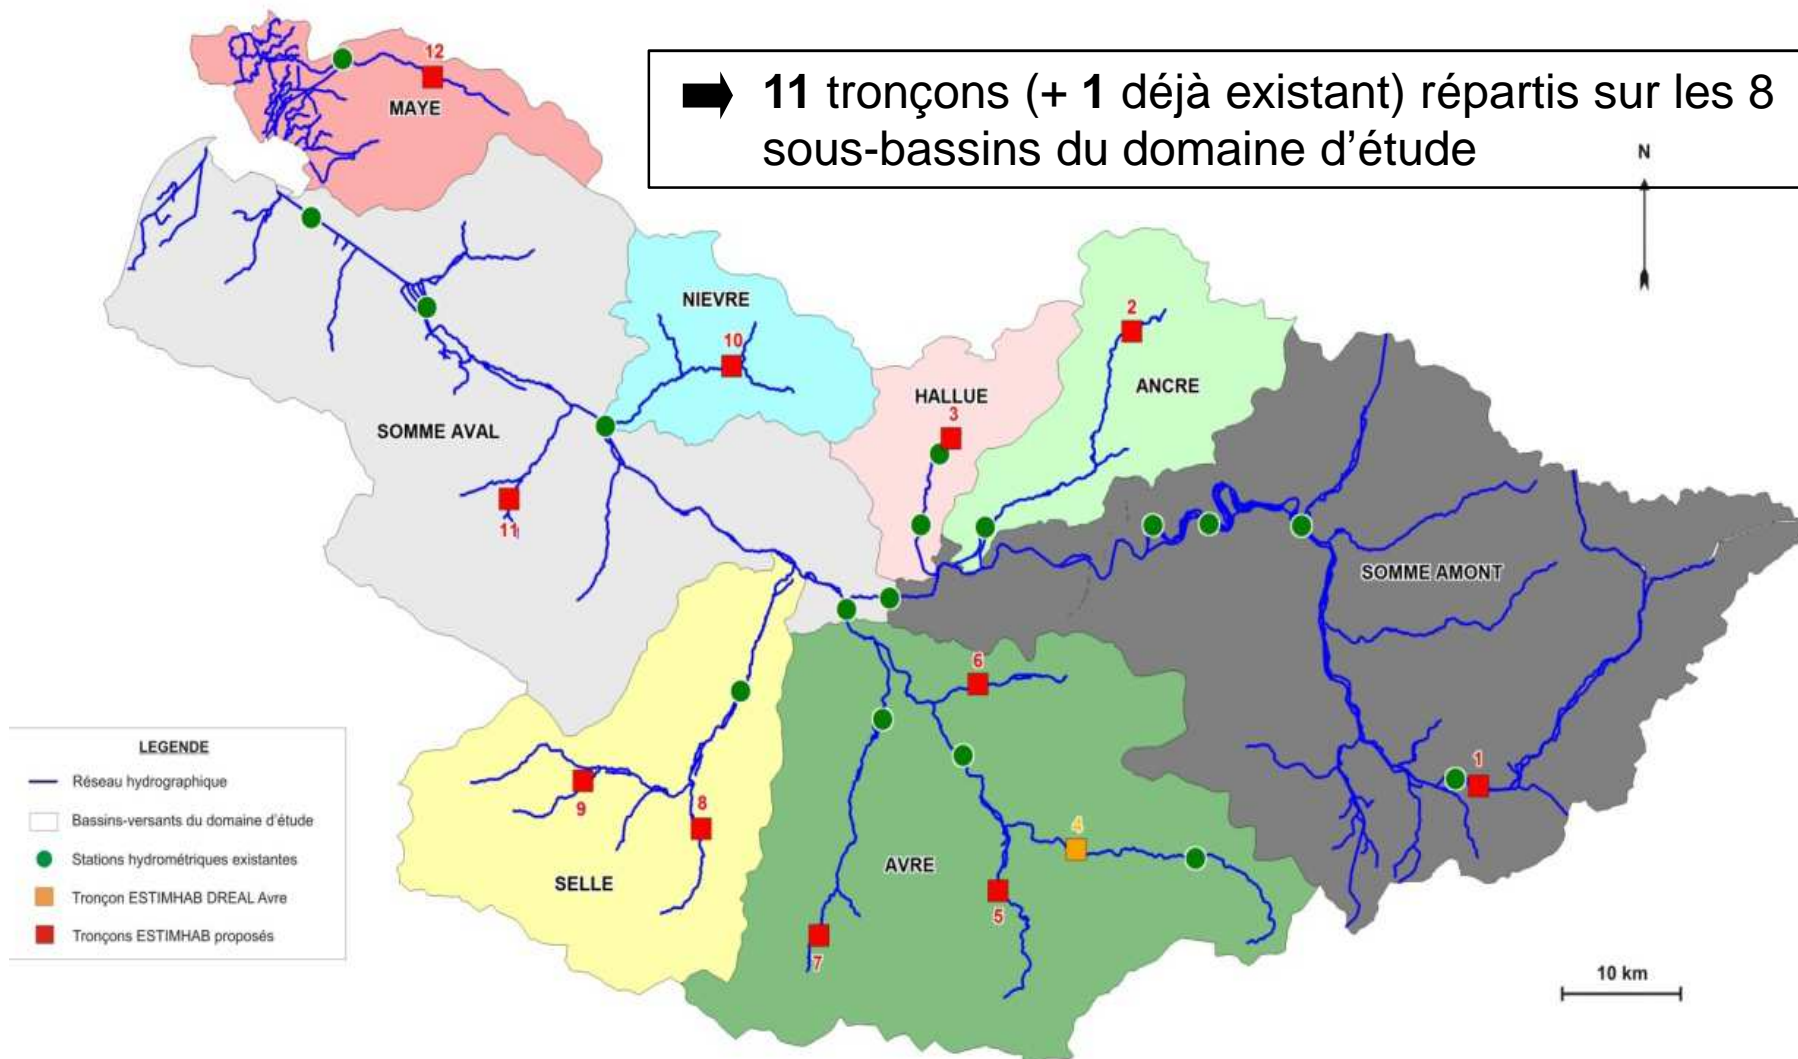 11 tronçons (+ 1 déjà existant) répartis sur les 8
sous-bassins du domaine d'étude
N
12
MAYE
NIEVRE
10
2
HALLUE
3
ANCRE
SOMME AVAL
11
SOMME AMONT
6
1
9
8
SELLE
4
AVRE
5
7
LEGENDE
Réseau hydrographique
Bassins-versants du domaine d'étude
Stations hydrométriques existantes
Tronçon ESTIMHAB DREAL Avre
Tronçons ESTIMHAB proposés
10 km